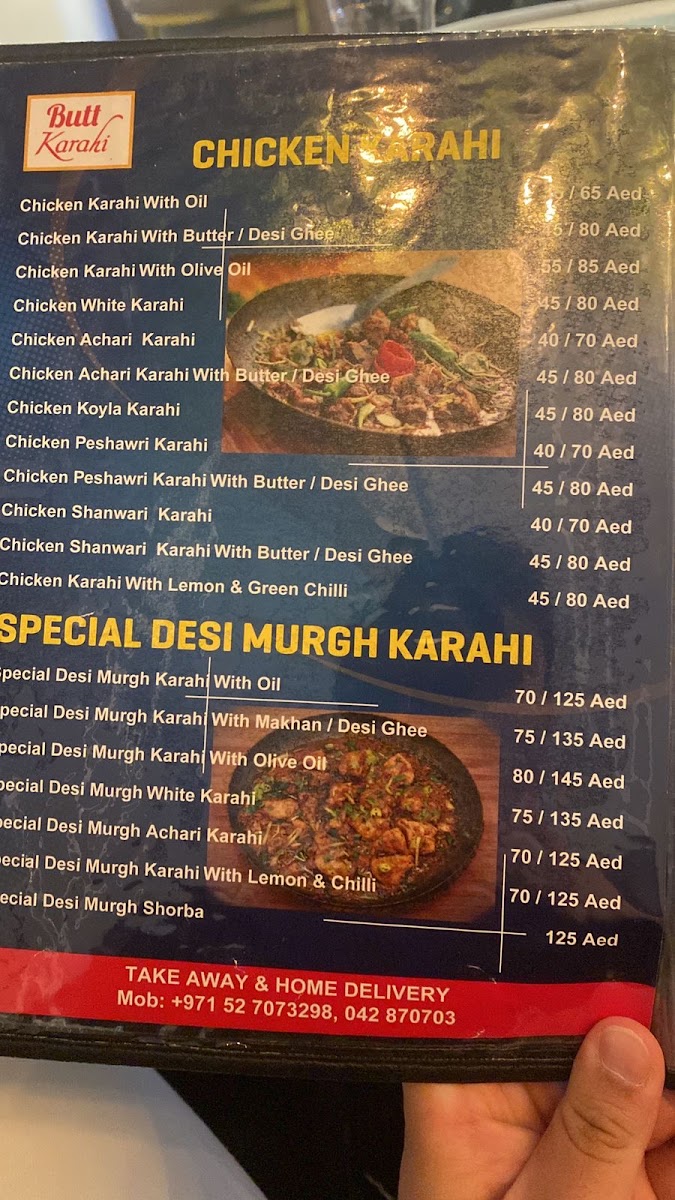 Butt
Karahi
CHICKEN KARAHI
Chicken Karahi With Oil / 65 Aed
Chicken Karahi With Butter / Desi Ghee / 80 Aed
Chicken Karahi With Olive Oil 55 / 85 Aed
Chicken White Karahi 45 / 80 Aed
Chicken Achari Karahi 40 / 70 Aed
Chicken Achari Karahi With Butter / Desi Ghee 45 / 80 Aed
Chicken Koyla Karahi 45 / 80 Aed
Chicken Peshawri Karahi 40 / 70 Aed
Chicken Peshawri Karahi With Butter / Desi Ghee 45 / 80 Aed
Chicken Shanwari Karahi 40 / 70 Aed
Chicken Shanwari Karahi With Butter / Desi Ghee 45 / 80 Aed
Chicken Karahi With Lemon & Green Chilli 45 / 80 Aed
SPECIAL DESI MURGH KARAHI
pecial Desi Murgh Karahi With Oil 70 / 125 Aed
pecial Desi Murgh Karahi With Makhan / Desi Ghee 75 / 135 Aed
pecial Desi Murgh Karahi With Olive Oil 80 / 145 Aed
pecial Desi Murgh White Karahi 75 / 135 Aed
pecial Desi Murgh Achari Karahi 70 / 125 Aed
ecial Desi Murgh Karahi With Lemon & Chilli 70 / 125 Aed
ecial Desi Murgh Shorba 125 Aed
TAKE AWAY & HOME DELIVERY
Mob: +971 52 7073298, 042 870703